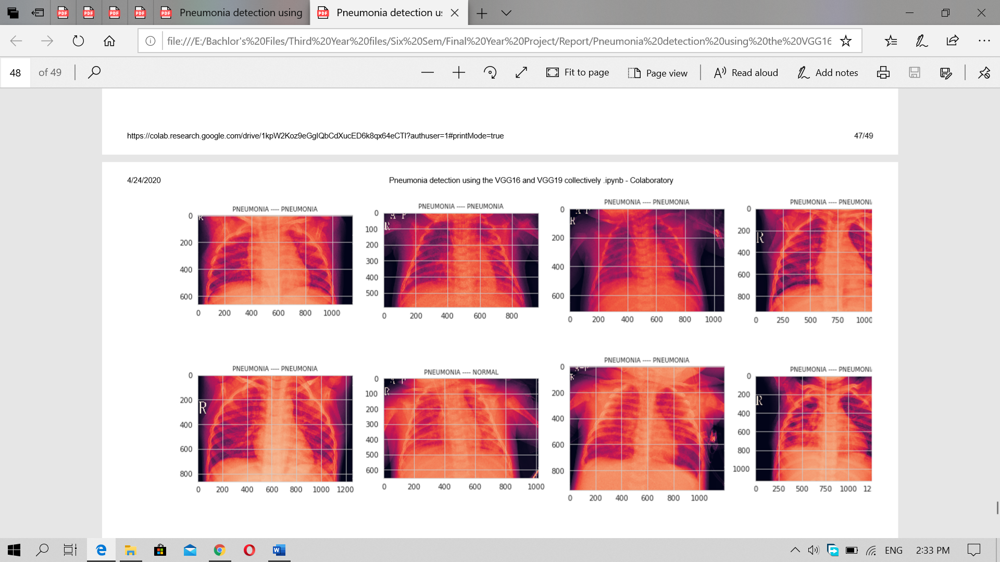 Pneumonia detection using
Pneumonia detection us
file:///E:/Bachlor's%20Files/Third%20Year%20files/Six%20Sem/Final%20Year%20Project/Report/Pneumonia%20detection%20using%20the%20VGG16
48 of 49
Fit to page
Page view
Read aloud
Add notes
https://colab.research.google.com/drive/1kpW2Koz9eGgIQbCdXucED6k8qx64eCTI?authuser=1#printMode=true
47/49
4/24/2020
Pneumonia detection using the VGG16 and VGG19 collectively .ipynb - Colaboratory
PNEUMONIA ---- PNEUMONIA
0
200
400
600
0 200 400 600 800 1000
PNEUMONIA ---- PNEUMONIA
0
100
200
300
400
500
0 200 400 600 800
A P
R
PNEUMONIA ---- PNEUMONIA
0
200
400
600
0 200 400 600 800 1000
R
PNEUMONIA ---- PNEUMONI
0
200
400
600
800
0 250 500 750 1000
R
PNEUMONIA ---- PNEUMONIA
0
200
400
600
800
0 200 400 600 800 1000 1200
R
PNEUMONIA ---- NORMAL
0
100
200
300
400
500
600
0 200 400 600 800 1000
R
PNEUMONIA ---- PNEUMONIA
0
200
400
600
800
0 200 400 600 800 1000
PNEUMONIA ---- PNEUMONI
0
200
400
600
800
1000
0 250 500 750 1000 12
R
ENG
2:33 PM